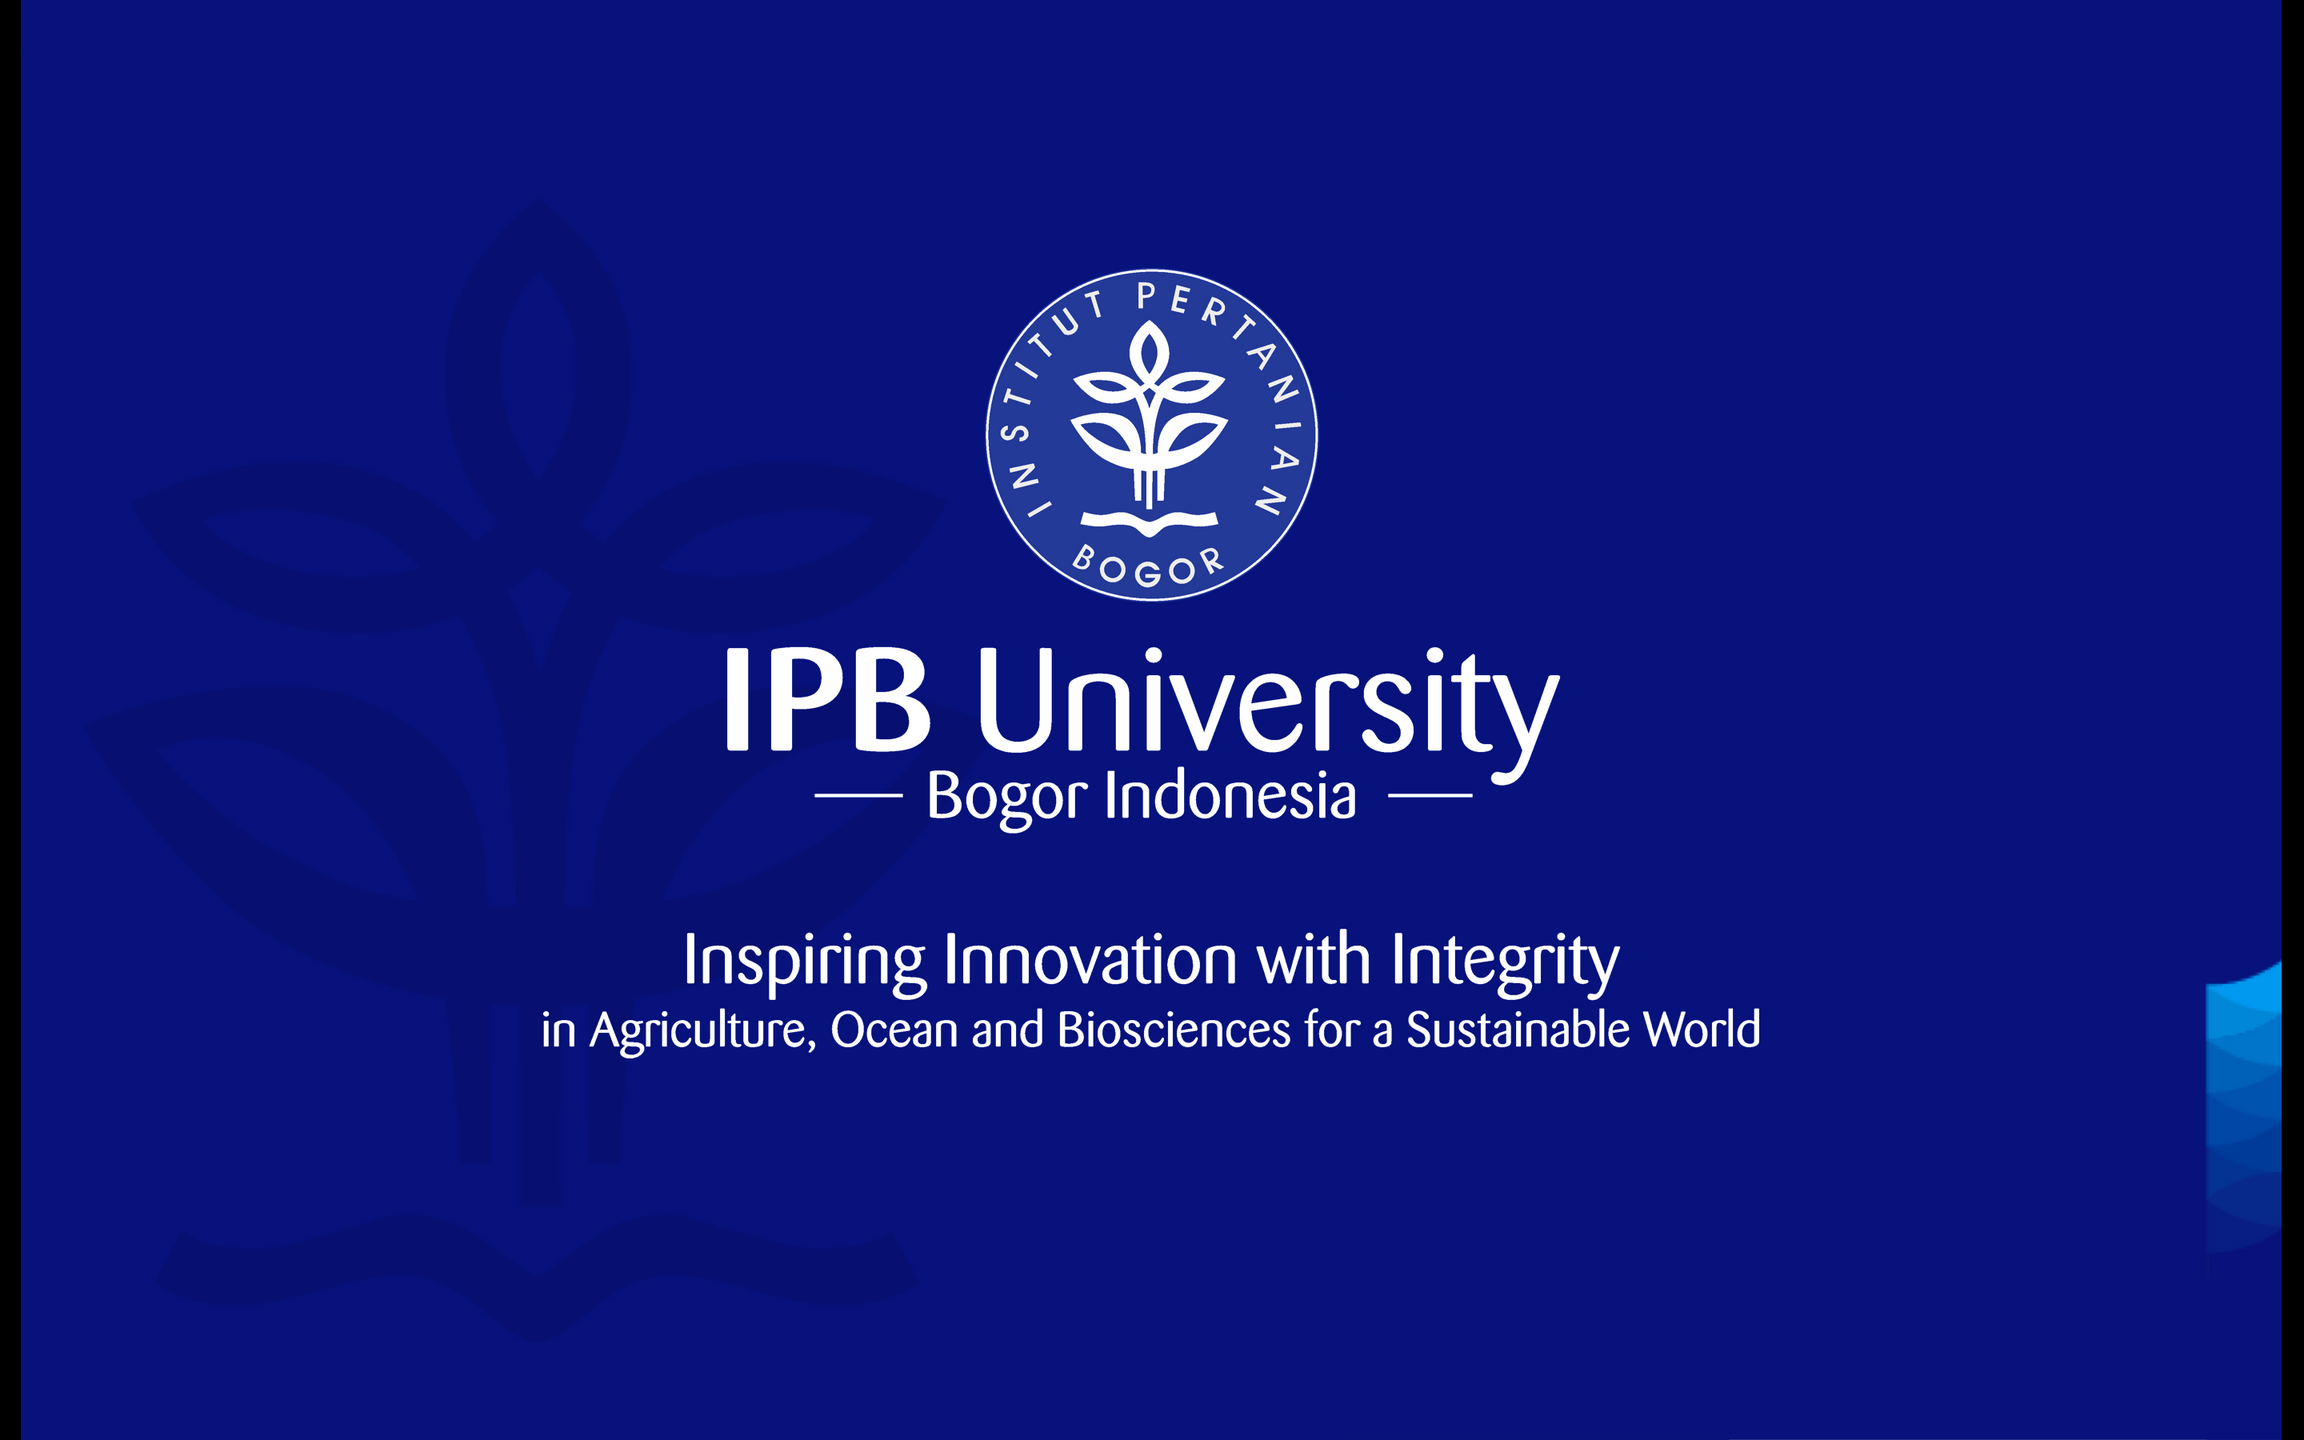 INSTITUT PERTANIAN
BOGOR
IPB University
Bogor Indonesia
Inspiring Innovation with Integrity
in Agriculture, Ocean and Biosciences for a Sustainable World